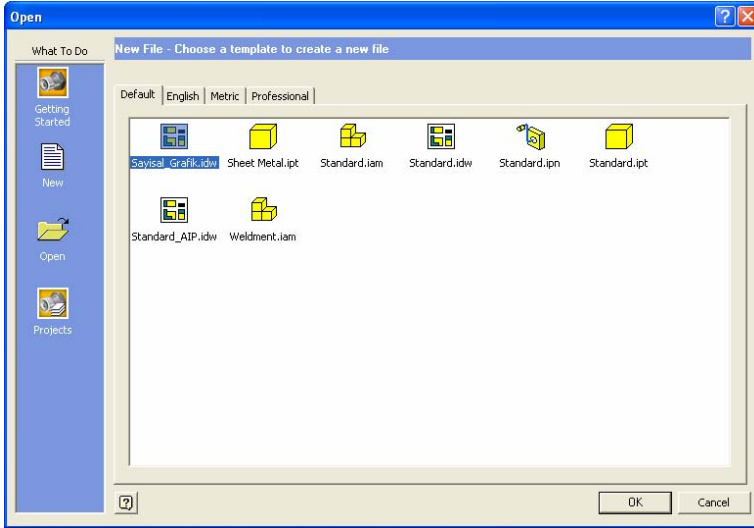 Open
What To Do
New File - Choose a template to create a new file
Getting
Started
New
Open
Projects
Default English Metric Professional
Sayisal_Grafik.idw Sheet Metal.ipt Standard.iam Standard.idw Standard.ipn Standard.ipt
Standard_AIP.idw Weldment.iam
OK Cancel